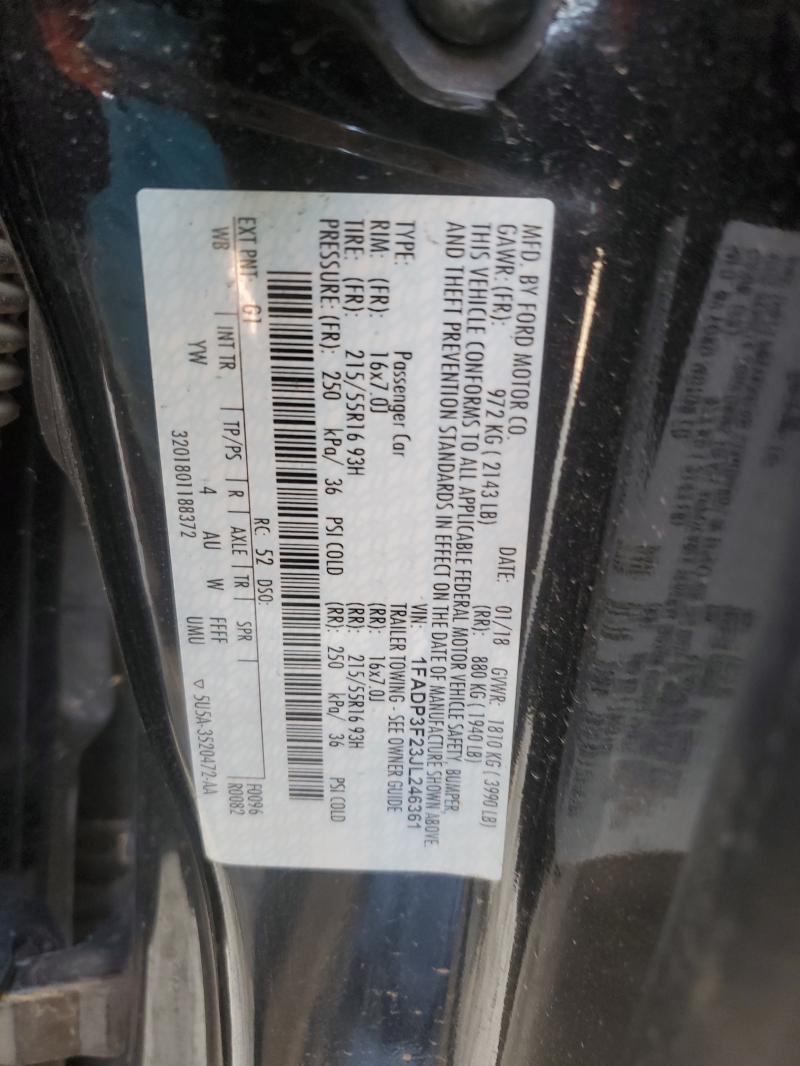 MFD. BY FORD MOTOR CO.
DATE: 01/18 GVWR: 1810 KG ( 3990 LB)
GAWR: (FR): 972 KG ( 2143 LB) (RR): 880 KG ( 1940 LB)
THIS VEHICLE CONFORMS TO ALL APPLICABLE FEDERAL MOTOR VEHICLE SAFETY, BUMPER,
AND THEFT PREVENTION STANDARDS IN EFFECT ON THE DATE OF MANUFACTURE SHOWN ABOVE.
VIN: 1FADP3F23JL246361
TYPE: Passenger Car TRAILER TOWING - SEE OWNER GUIDE
RIM: (FR): 16x7.0J (RR): 16x7.0J
TIRE: (FR): 215/55R16 93H (RR): 215/55R16 93H
PRESSURE: (FR): 250 kPa/ 36 PSI COLD (RR): 250 kPa/ 36 PSI COLD
EXT PNT: G1 RC: 52 DSO: F0096
R0082
WB INT TR TP/PS R AXLE TR SPR
YW 4 AU W FFFF
3201801188372 UMU ▽ 5U5A-3520472-AA